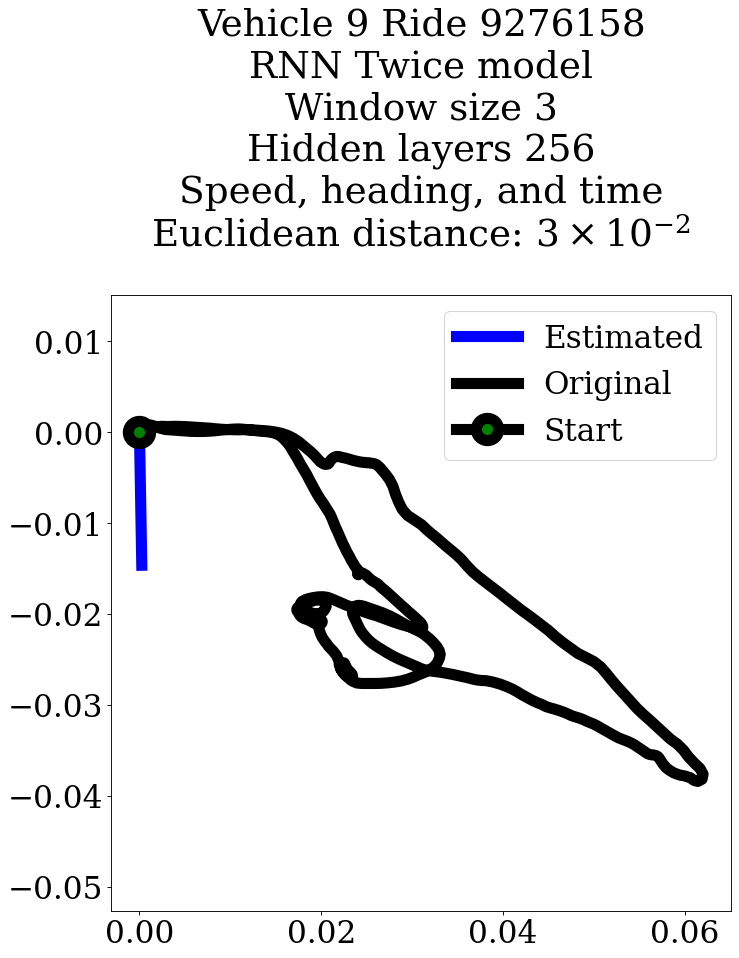 Vehicle 9 Ride 9276158
RNN Twice model
Window size 3
Hidden layers 256
Speed, heading, and time
Euclidean distance: 3 × 10⁻²
Estimated
Original
Start
0.01
0.00
−0.01
−0.02
−0.03
−0.04
−0.05
0.00 0.02 0.04 0.06